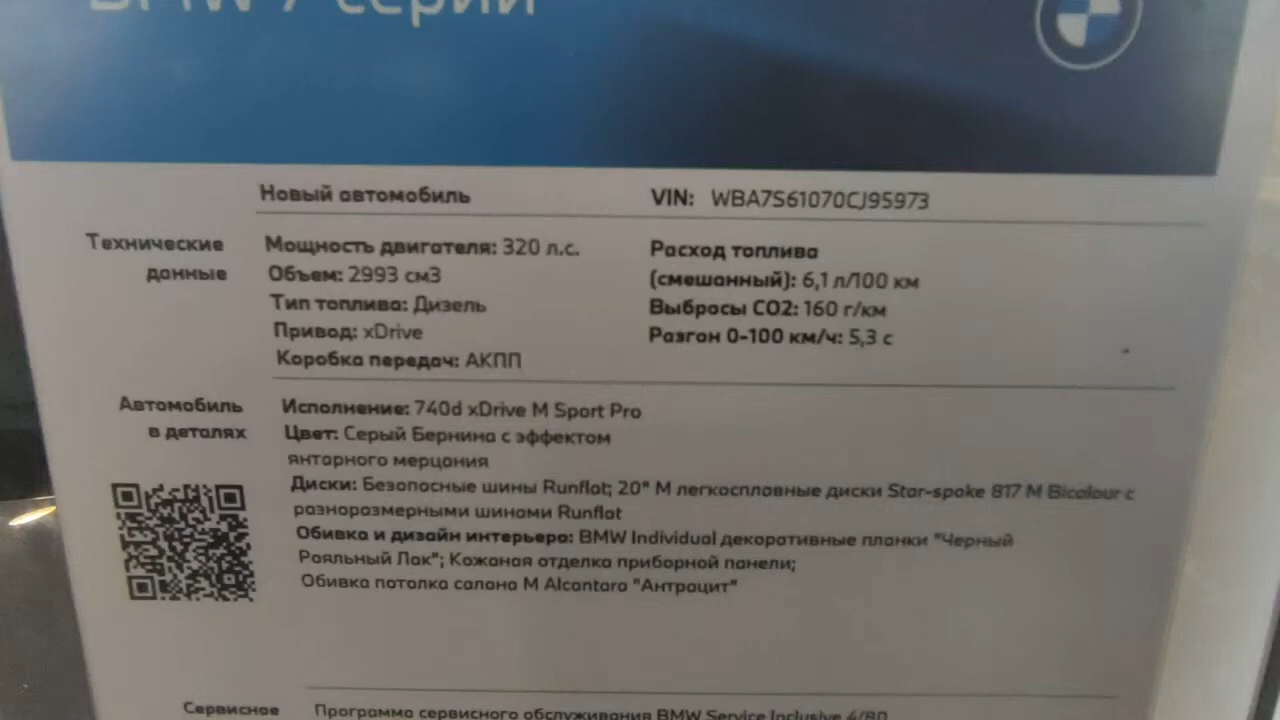 BMW 7 серии
Новый автомобиль
VIN: WBA7S61070CJ95973
Технические
данные
Мощность двигателя: 320 л.с.
Объем: 2993 см3
Тип топлива: Дизель
Привод: xDrive
Коробка передач: АКПП
Расход топлива
(смешанный): 6,1 л/100 км
Выбросы CO2: 160 г/км
Разгон 0-100 км/ч: 5,3 с
Автомобиль
в деталях
Исполнение: 740d xDrive M Sport Pro
Цвет: Серый Бернина с эффектом
янтарного мерцания
Диски: Безопасные шины Runflat; 20" M легкосплавные диски Star-spoke 817 M Bicolour с
разноразмерными шинами Runflat
Обивка и дизайн интерьера: BMW Individual декоративные планки "Черный
Рояльный Лак"; Кожаная отделка приборной панели;
Обивка потолка салона M Alcantara "Антрацит"
Сервисное
Программа сервисного обслуживания BMW Service Inclusive 4/80